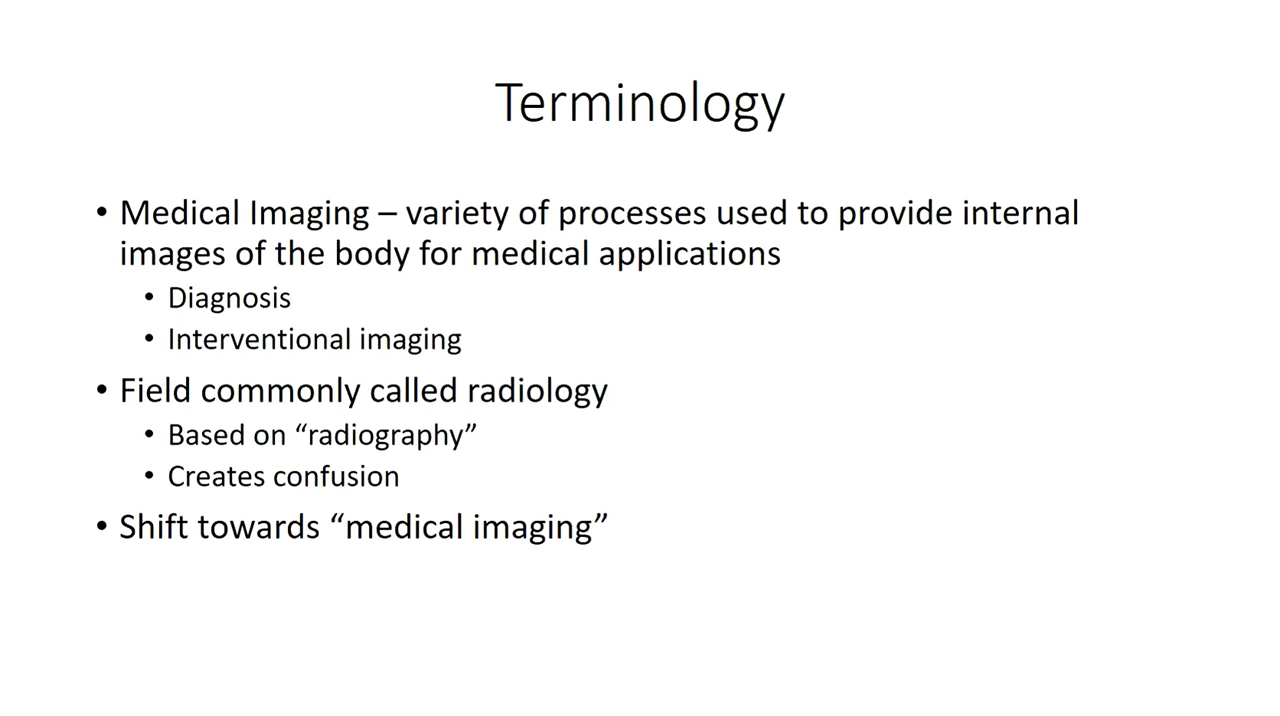 Terminology
• Medical Imaging – variety of processes used to provide internal
images of the body for medical applications
• Diagnosis
• Interventional imaging
• Field commonly called radiology
• Based on “radiography”
• Creates confusion
• Shift towards “medical imaging”